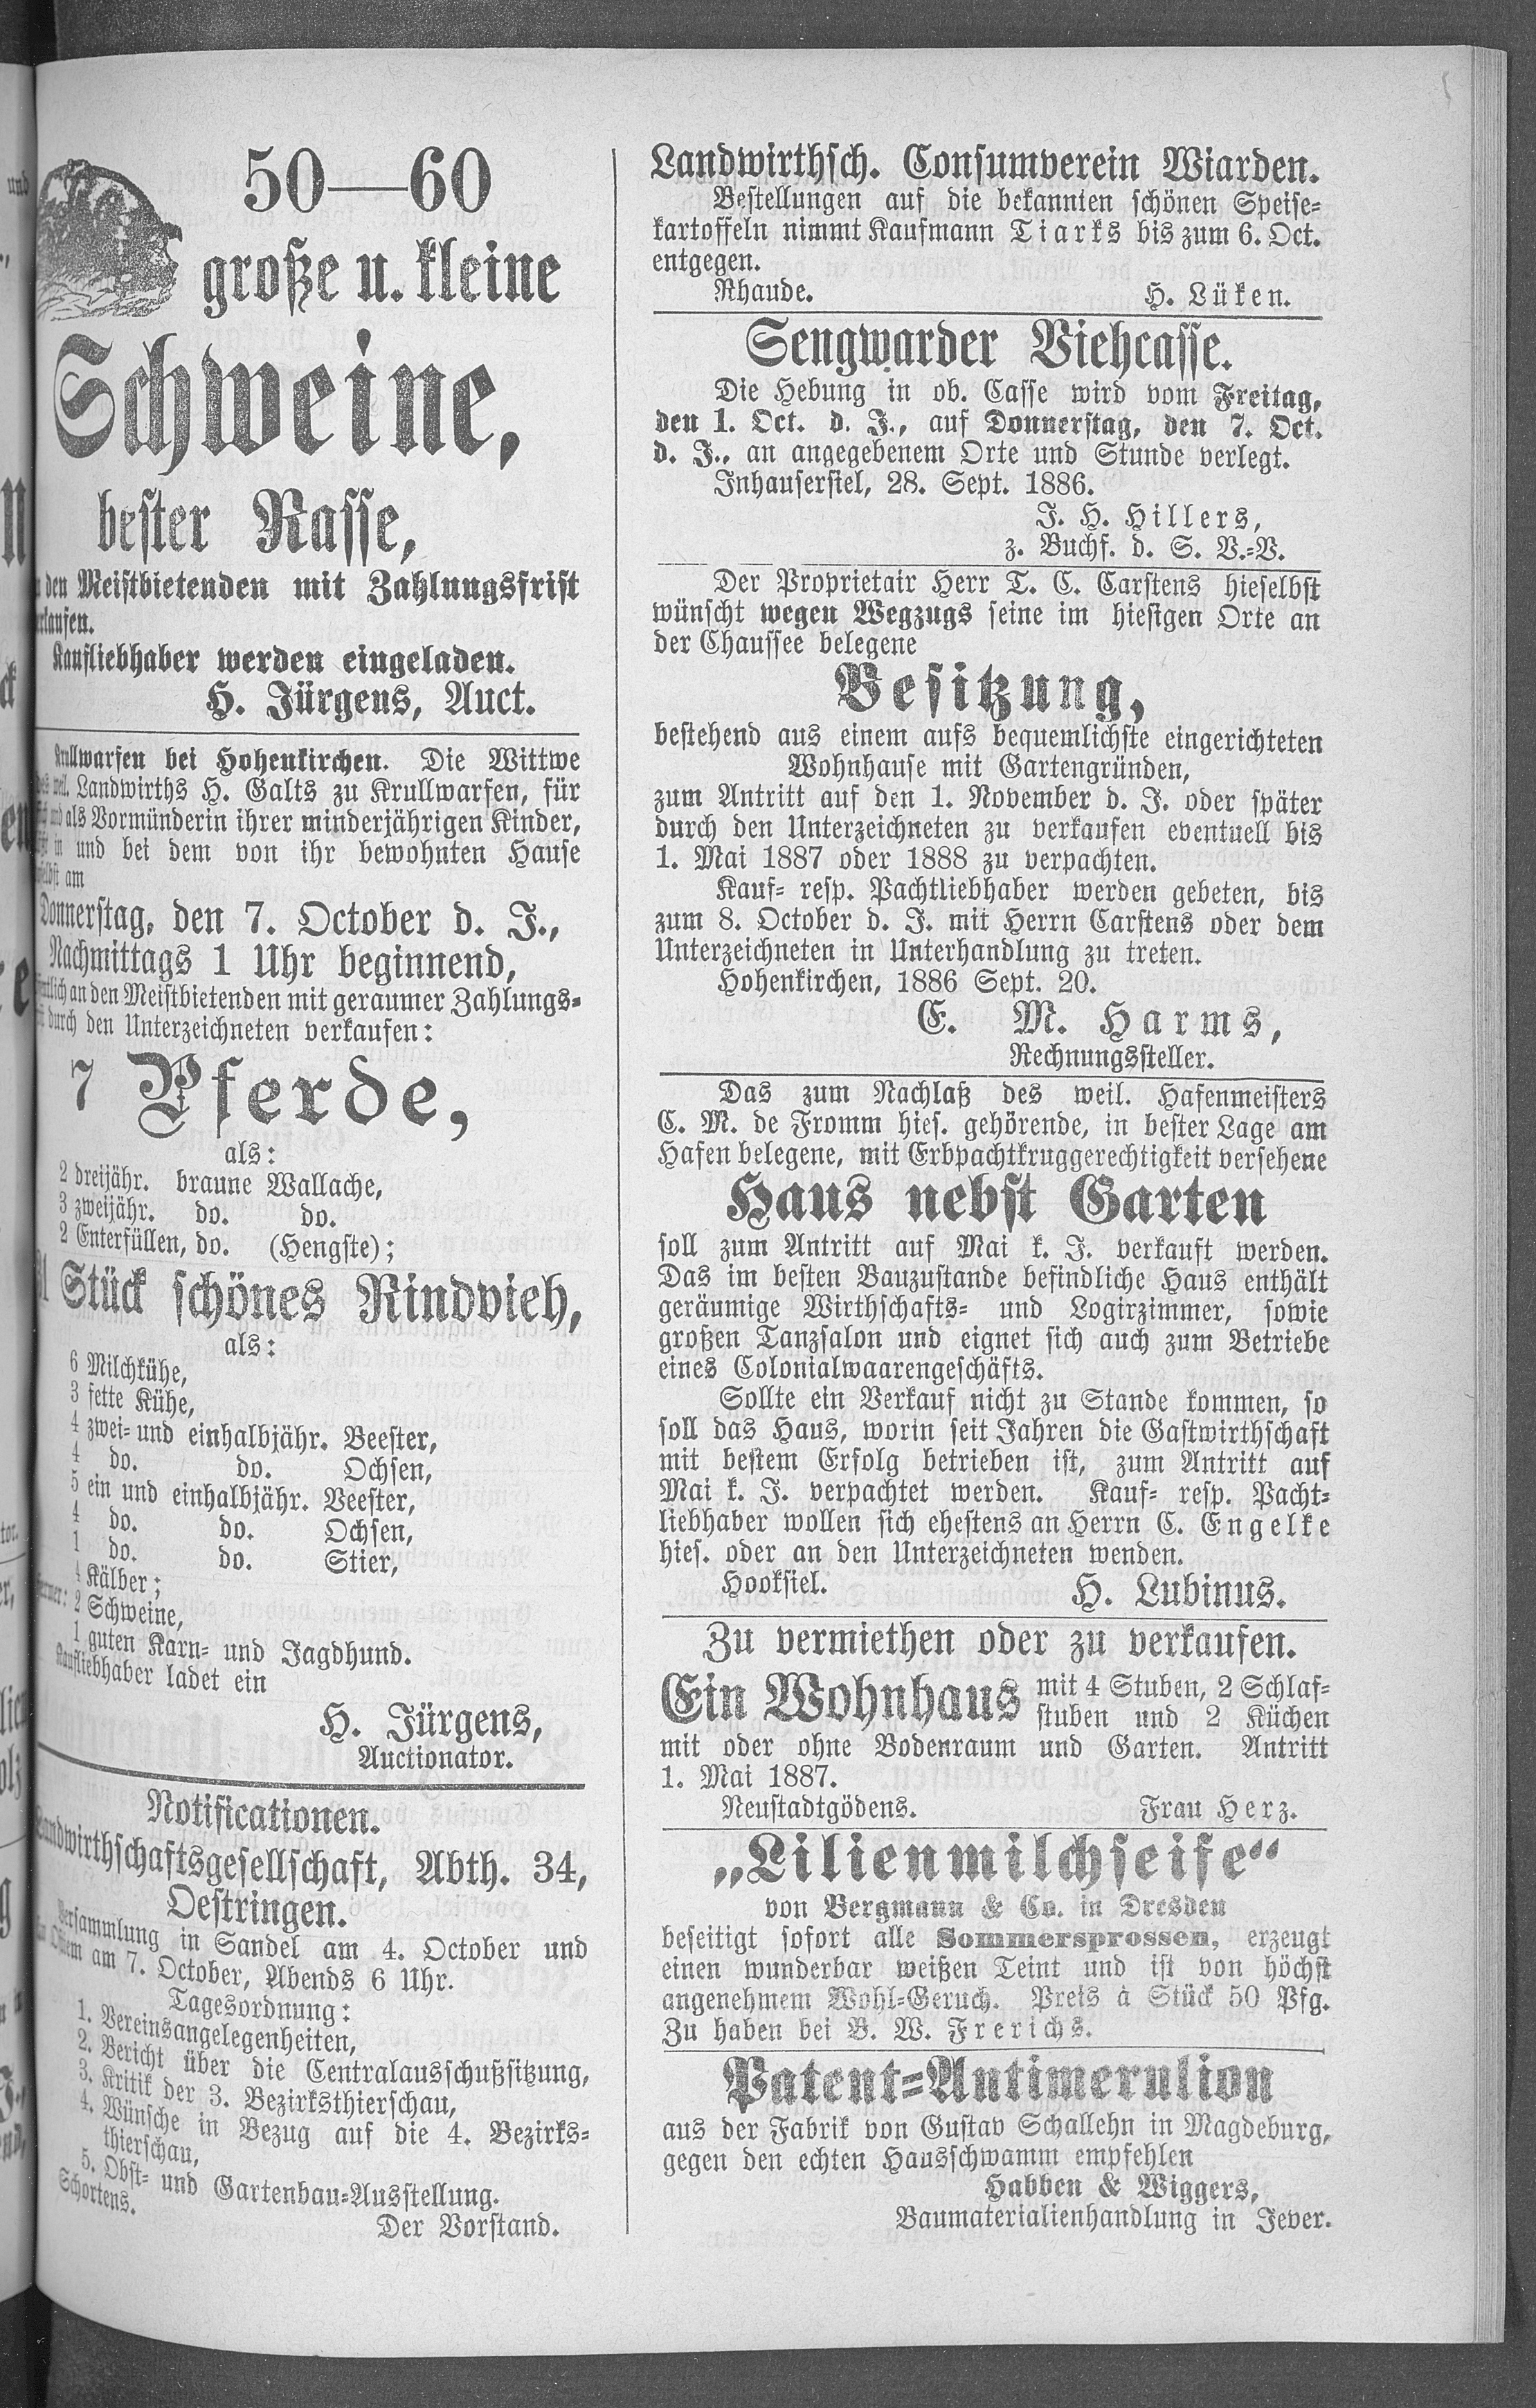 50—60
große u. kleine
Schweine,
bester Rasse,
den Meistbietenden mit Zahlungsfrist
Kaufliebhaber werden eingeladen.
H. Jürgens, Auct.
Krullwarfen bei Hohenkirchen. Die Wittwe
weil. Landwirths H. Galts zu Krullwarfen, für
und als Vormünderin ihrer minderjährigen Kinder,
in und bei dem von ihr bewohnten Hause
am
Donnerstag, den 7. October d. J.,
Nachmittags 1 Uhr beginnend,
an den Meistbietenden mit geraumer Zahlungs-
durch den Unterzeichneten verkaufen:
7 Pferde,
als:
2 dreijähr. braune Wallache,
3 zweijähr. do. do.
2 Enterfüllen, do. (Hengste);
Stück schönes Rindvieh,
als:
6 Milchkühe,
3 fette Kühe,
4 zwei- und einhalbjähr. Beester,
4 do. do. Ochsen,
5 ein und einhalbjähr. Beester,
4 do. do. Ochsen,
1 do. do. Stier,
4 Kälber;
ferner: 2 Schweine,
1 guten Karn- und Jagdhund.
Kaufliebhaber ladet ein
H. Jürgens,
Auctionator.
Notificationen.
Landwirthschaftsgesellschaft, Abth. 34,
Oestringen.
Versammlung in Sandel am 4. October und
am 7. October, Abends 6 Uhr.
Tagesordnung:
1. Vereinsangelegenheiten,
2. Bericht über die Centralausschußsitzung,
3. Kritik der 3. Bezirksthierschau,
4. Wünsche in Bezug auf die 4. Bezirks-
thierschau,
5. Obst- und Gartenbau-Ausstellung.
Schortens.
Der Vorstand.
Landwirthsch. Consumverein Wiarden.
Bestellungen auf die bekannten schönen Speise-
kartoffeln nimmt Kaufmann Tiarks bis zum 6. Oct.
entgegen.
Rhaude. H. Lüken.
Sengwarder Viehcasse.
Die Hebung in ob. Casse wird vom Freitag,
den 1. Oct. d. J., auf Donnerstag, den 7. Oct.
d. J., an angegebenem Orte und Stunde verlegt.
Inhausersiel, 28. Sept. 1886.
J. H. Hillers,
z. Buchf. d. S. V.-V.
Der Proprietair Herr T. C. Carstens hieselbst
wünscht wegen Wegzugs seine im hiesigen Orte an
der Chaussee belegene
Besitzung,
bestehend aus einem aufs bequemlichste eingerichteten
Wohnhause mit Gartengründen,
zum Antritt auf den 1. November d. J. oder später
durch den Unterzeichneten zu verkaufen eventuell bis
1. Mai 1887 oder 1888 zu verpachten.
Kauf- resp. Pachtliebhaber werden gebeten, bis
zum 8. October d. J. mit Herrn Carstens oder dem
Unterzeichneten in Unterhandlung zu treten.
Hohenkirchen, 1886 Sept. 20.
E. M. Harms,
Rechnungssteller.
Das zum Nachlaß des weil. Hafenmeisters
C. M. de Fromm hies. gehörende, in bester Lage am
Hafen belegene, mit Erbpachtkruggerechtigkeit versehene
Haus nebst Garten
soll zum Antritt auf Mai k. J. verkauft werden.
Das im besten Bauzustande befindliche Haus enthält
geräumige Wirthschafts- und Logirzimmer, sowie
großen Tanzsalon und eignet sich auch zum Betriebe
eines Colonialwaarengeschäfts.
Sollte ein Verkauf nicht zu Stande kommen, so
soll das Haus, worin seit Jahren die Gastwirthschaft
mit bestem Erfolg betrieben ist, zum Antritt auf
Mai k. J. verpachtet werden. Kauf- resp. Pacht-
liebhaber wollen sich ehestens an Herrn C. Engelke
hies. oder an den Unterzeichneten wenden.
Hooksiel. H. Lubinus.
Zu vermiethen oder zu verkaufen.
Ein Wohnhaus mit 4 Stuben, 2 Schlaf-
stuben und 2 Küchen
mit oder ohne Bodenraum und Garten. Antritt
1. Mai 1887.
Neustadtgödens. Frau Herz.
„Lilienmilchseife“
von Bergmann & Co. in Dresden
beseitigt sofort alle Sommersprossen, erzeugt
einen wunderbar weißen Teint und ist von höchst
angenehmem Wohl-Geruch. Preis à Stück 50 Pfg.
Zu haben bei B. W. Frerichs.
Patent-Antimerulion
aus der Fabrik von Gustav Schallehn in Magdeburg,
gegen den echten Hausschwamm empfehlen
Habben & Wiggers,
Baumaterialienhandlung in Jever.